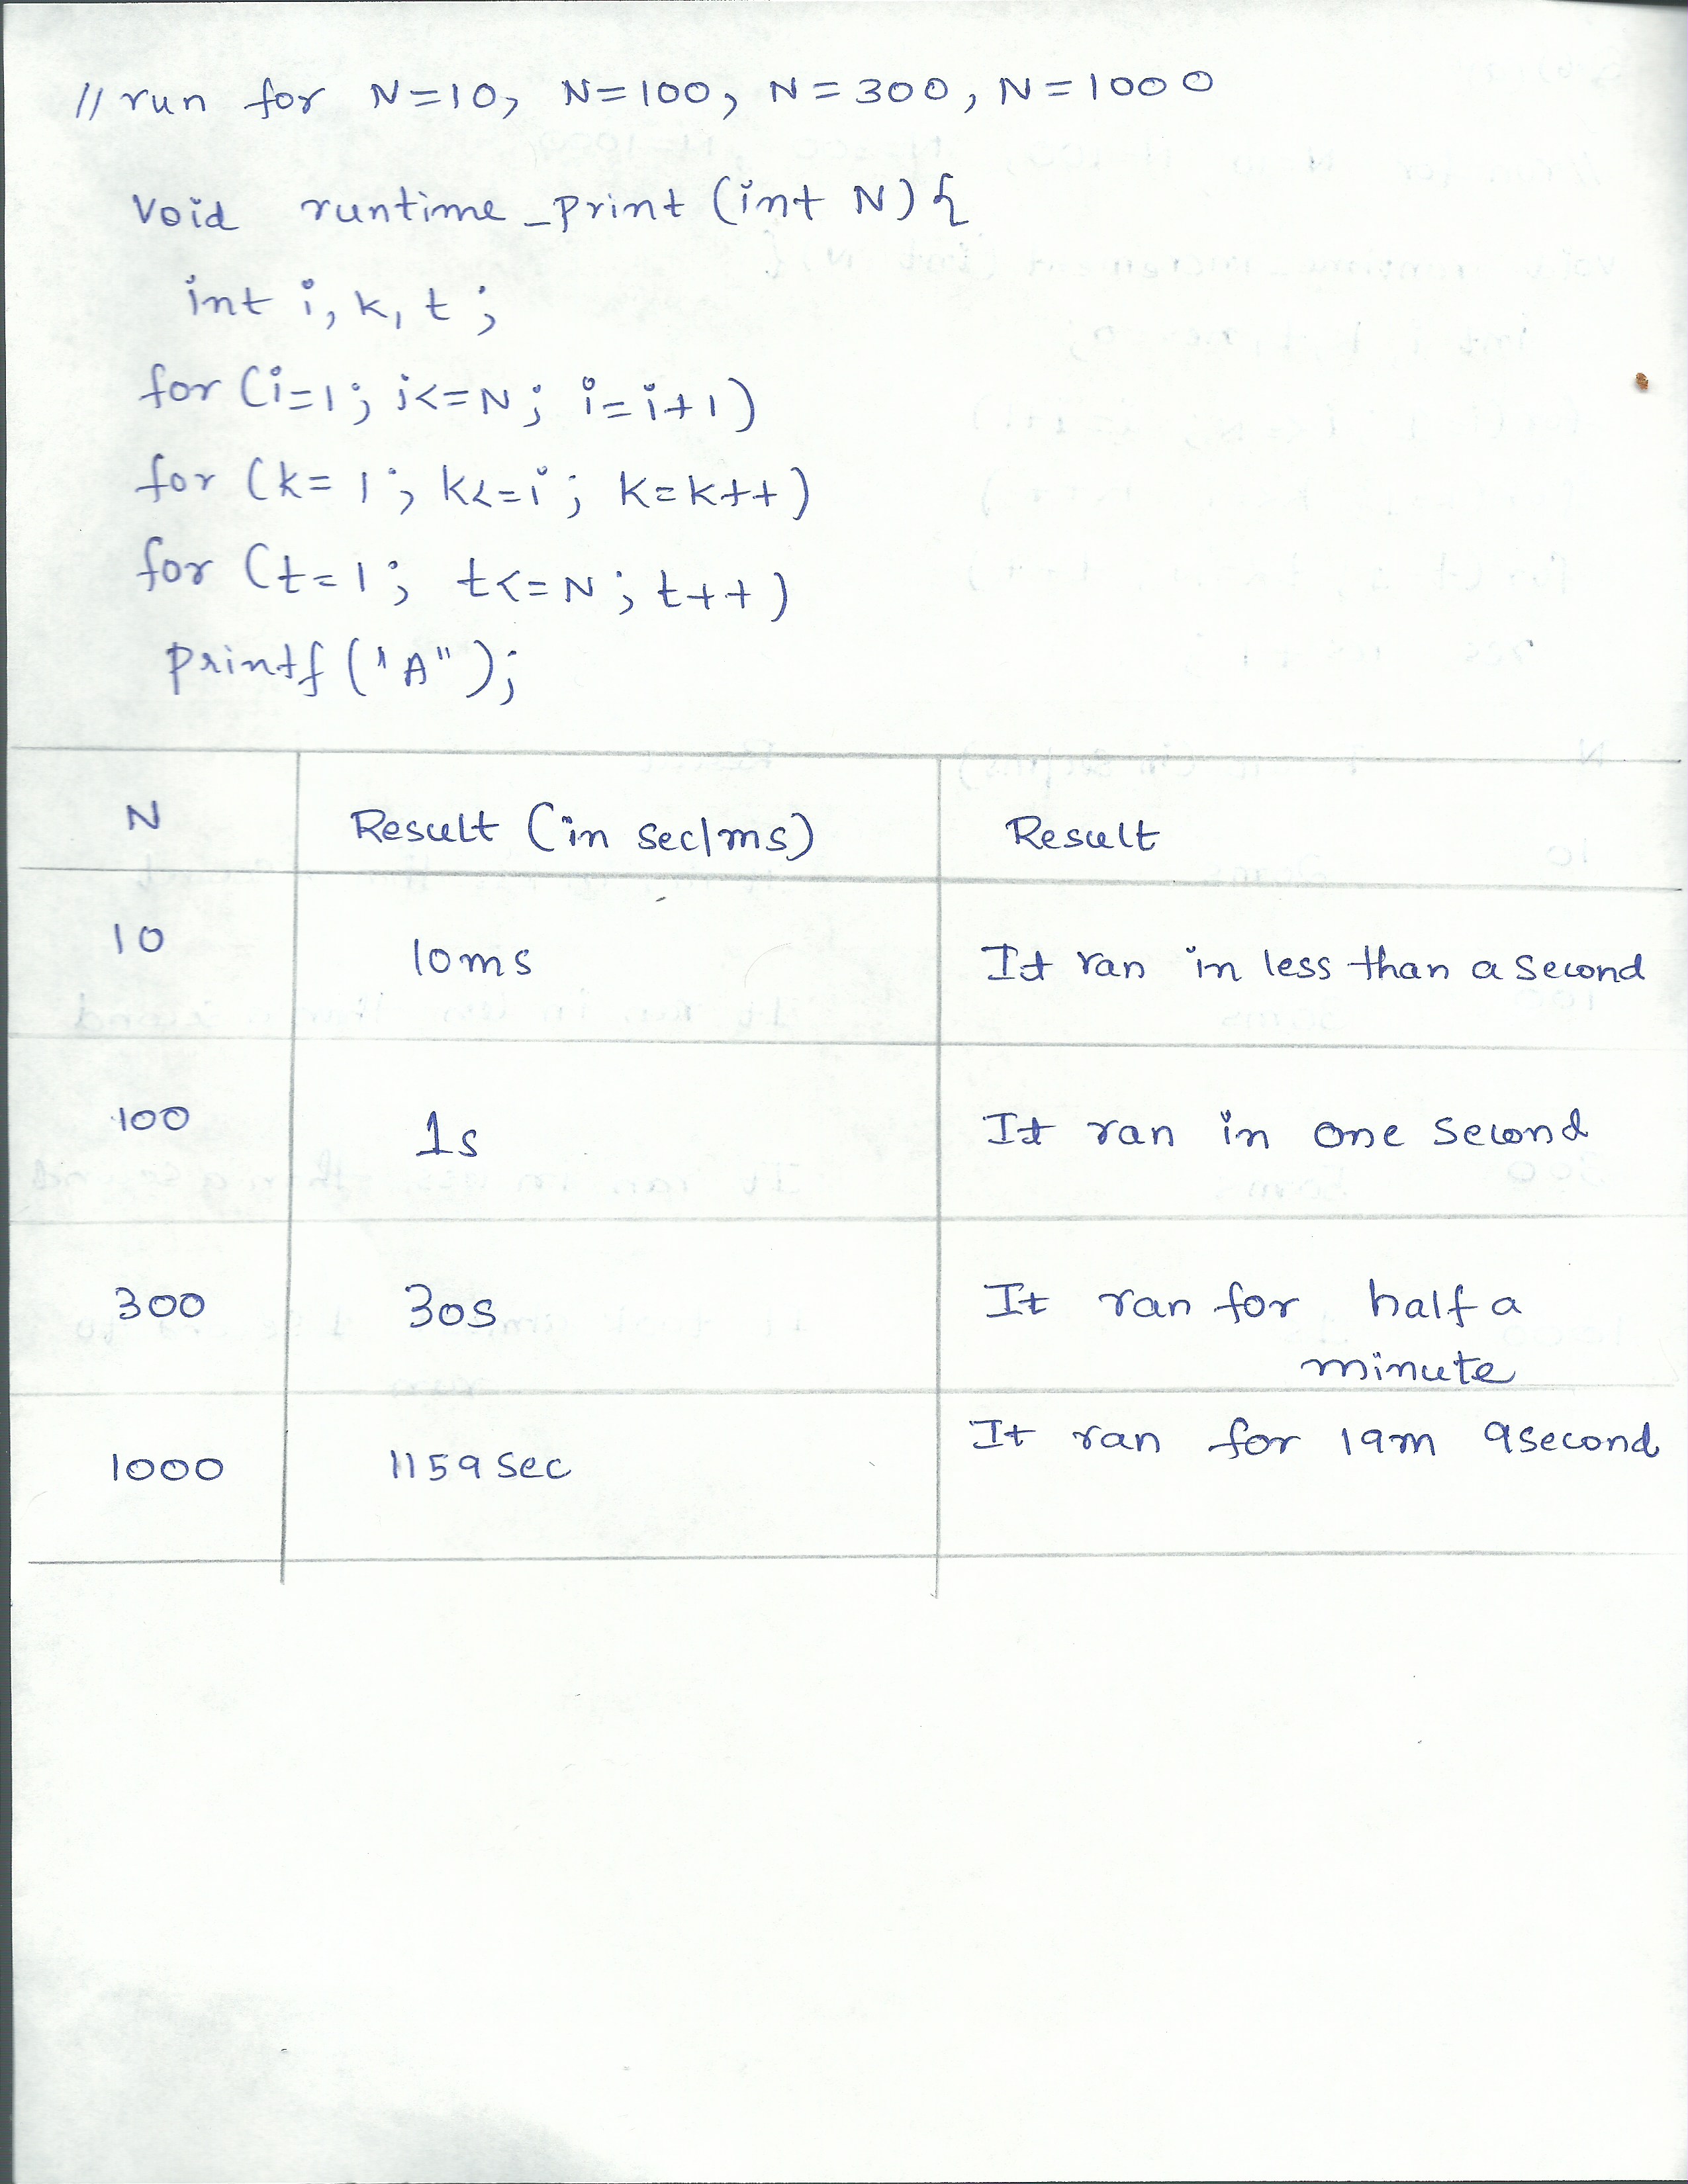 // run for N=10, N=100, N=300, N=1000
void runtime_print (int N) {
int i, k, t ;
for (i=1; i<=N; i=i+1)
for (k=1; k<=i; k=k++)
for (t=1; t<=N; t++)
printf ('A");
N Result (in sec/ms) Result
10 10ms It ran in less than a second
100 1s It ran in one second
300 30s It ran for half a
minute
1000 1159 sec It ran for 19m 9second